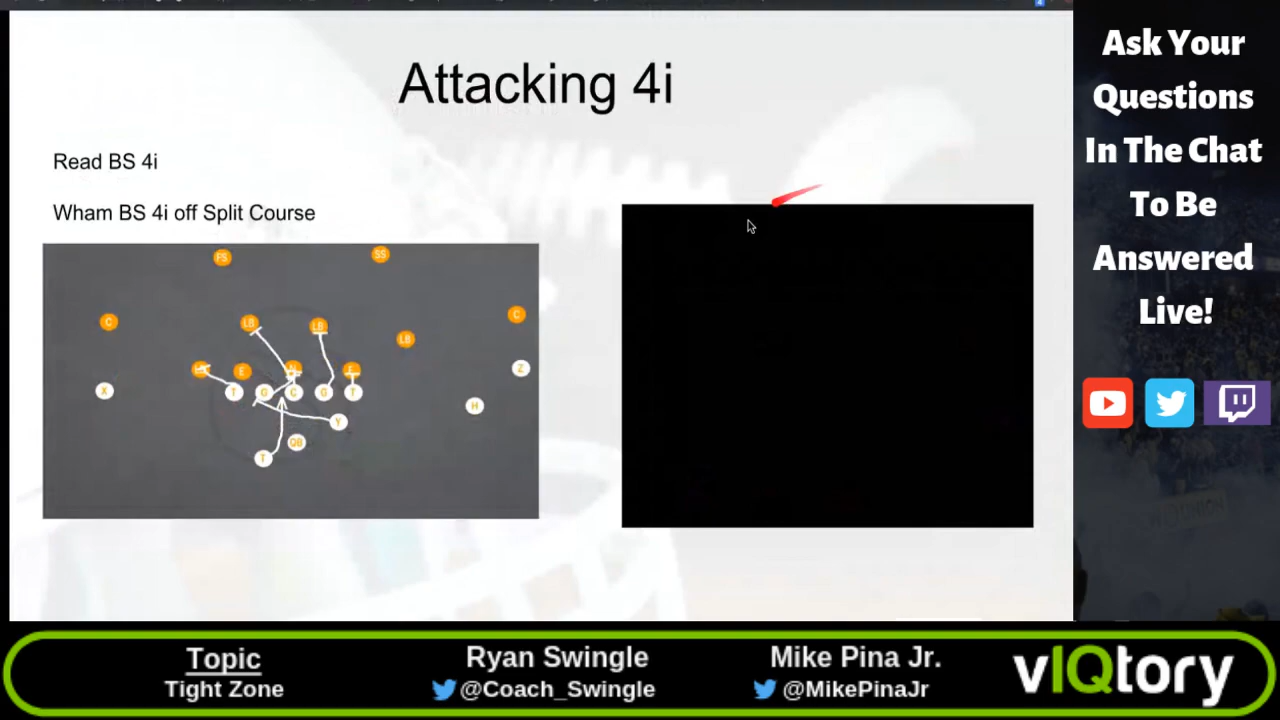 Attacking 4i
Read BS 4i
Wham BS 4i off Split Course
FS SS
C LB LB LB C
E E
X T G C G T Z
Y H
QB
T
Ask Your
Questions
In The Chat
To Be
Answered
Live!
Topic
Tight Zone
Ryan Swingle
@Coach_Swingle
Mike Pina Jr.
@MikePinaJr
vIQtory